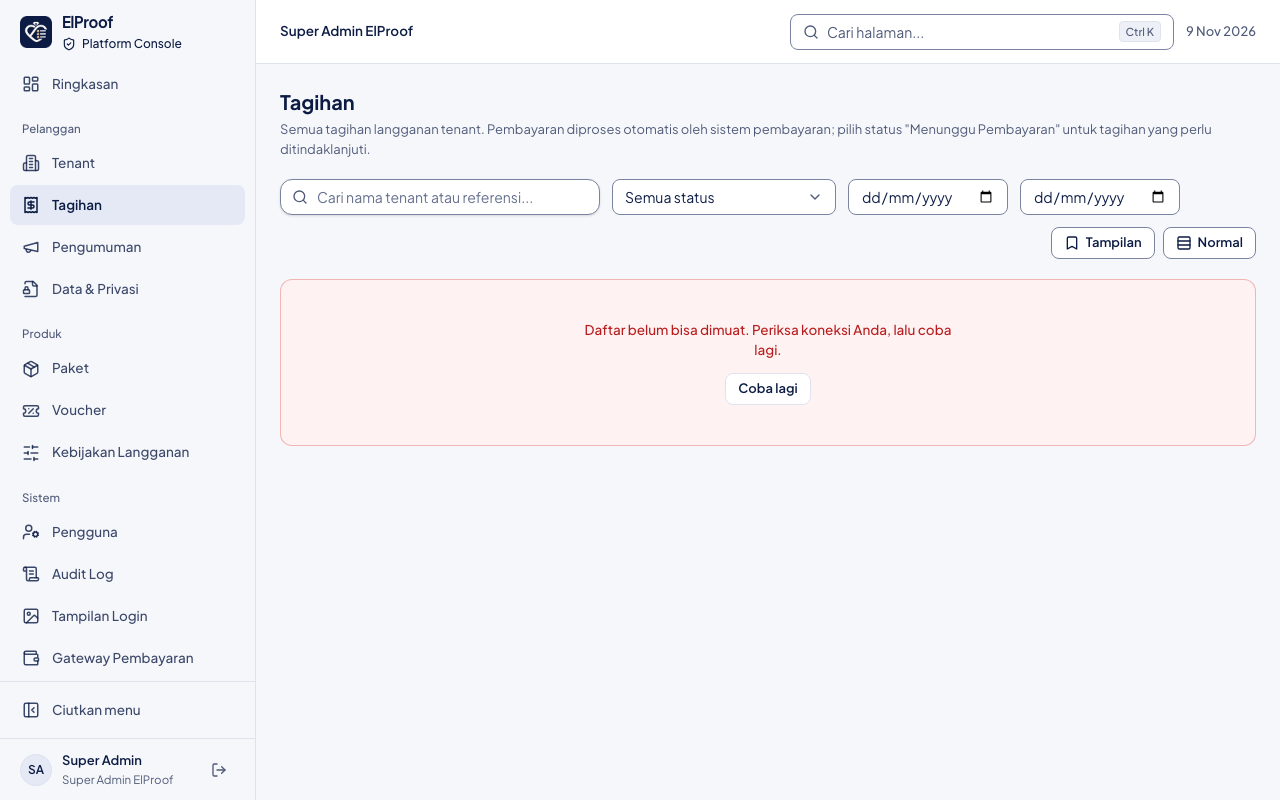 ElProof
Platform Console
Ringkasan
Pelanggan
Tenant
Tagihan
Pengumuman
Data & Privasi
Produk
Paket
Voucher
Kebijakan Langganan
Sistem
Pengguna
Audit Log
Tampilan Login
Gateway Pembayaran
Ciutkan menu
SA
Super Admin
Super Admin ElProof
Super Admin ElProof
Cari halaman...
Ctrl K
9 Nov 2026
Tagihan
Semua tagihan langganan tenant. Pembayaran diproses otomatis oleh sistem pembayaran; pilih status "Menunggu Pembayaran" untuk tagihan yang perlu
ditindaklanjuti.
Cari nama tenant atau referensi...
Semua status
dd/mm/yyyy
dd/mm/yyyy
Tampilan
Normal
Daftar belum bisa dimuat. Periksa koneksi Anda, lalu coba
lagi.
Coba lagi